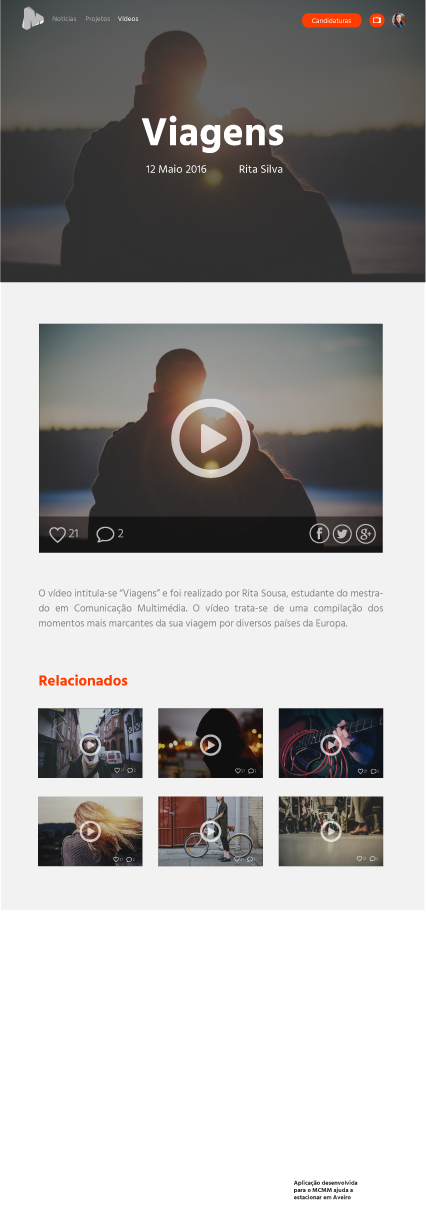 Notícias Projetos Vídeos Candidaturas
Viagens
12 Maio 2016 Rita Silva
21 2
O vídeo intitula-se “Viagens” e foi realizado por Rita Sousa, estudante do mestra-
do em Comunicação Multimédia. O vídeo trata-se de uma compilação dos
momentos mais marcantes da sua viagem por diversos países da Europa.
Relacionados
Aplicação desenvolvida
para o MCMM ajuda a
estacionar em Aveiro